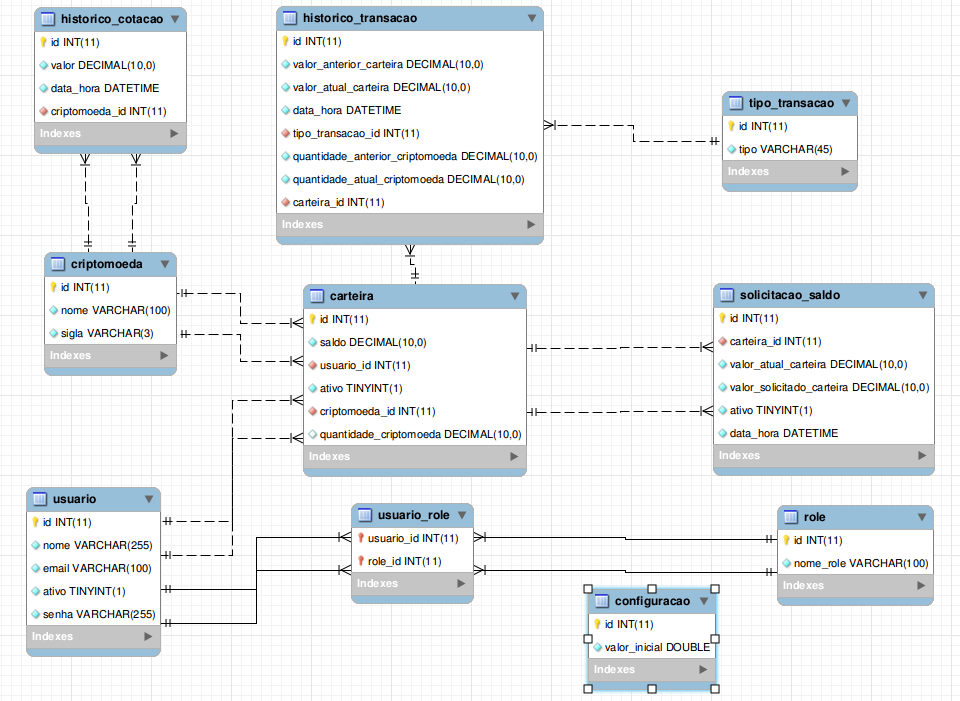 historico_cotacao
id INT(11)
valor DECIMAL(10,0)
data_hora DATETIME
criptomoeda_id INT(11)
Indexes
historico_transacao
id INT(11)
valor_anterior_carteira DECIMAL(10,0)
valor_atual_carteira DECIMAL(10,0)
data_hora DATETIME
tipo_transacao_id INT(11)
quantidade_anterior_criptomoeda DECIMAL(10,0)
quantidade_atual_criptomoeda DECIMAL(10,0)
carteira_id INT(11)
Indexes
tipo_transacao
id INT(11)
tipo VARCHAR(45)
Indexes
criptomoeda
id INT(11)
nome VARCHAR(100)
sigla VARCHAR(3)
Indexes
carteira
id INT(11)
saldo DECIMAL(10,0)
usuario_id INT(11)
ativo TINYINT(1)
criptomoeda_id INT(11)
quantidade_criptomoeda DECIMAL(10,0)
Indexes
solicitacao_saldo
id INT(11)
carteira_id INT(11)
valor_atual_carteira DECIMAL(10,0)
valor_solicitado_carteira DECIMAL(10,0)
ativo TINYINT(1)
data_hora DATETIME
Indexes
usuario
id INT(11)
nome VARCHAR(255)
email VARCHAR(100)
ativo TINYINT(1)
senha VARCHAR(255)
Indexes
usuario_role
usuario_id INT(11)
role_id INT(11)
Indexes
role
id INT(11)
nome_role VARCHAR(100)
Indexes
configuracao
id INT(11)
valor_inicial DOUBLE
Indexes